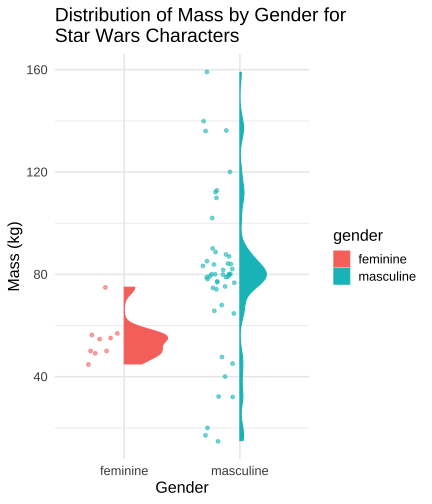 Distribution of Mass by Gender for
Star Wars Characters
160
120
80
40
Mass (kg)
feminine
masculine
Gender
gender
feminine
masculine